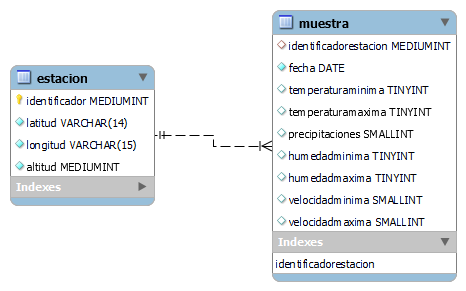 estacion
identificador MEDIUMINT
latitud VARCHAR(14)
longitud VARCHAR(15)
altitud MEDIUMINT
Indexes
muestra
identificadorestacion MEDIUMINT
fecha DATE
temperaturaminima TINYINT
temperaturamaxima TINYINT
precipitaciones SMALLINT
humedadminima TINYINT
humedadmaxima TINYINT
velocidadminima SMALLINT
velocidadmaxima SMALLINT
Indexes
identificadorestacion